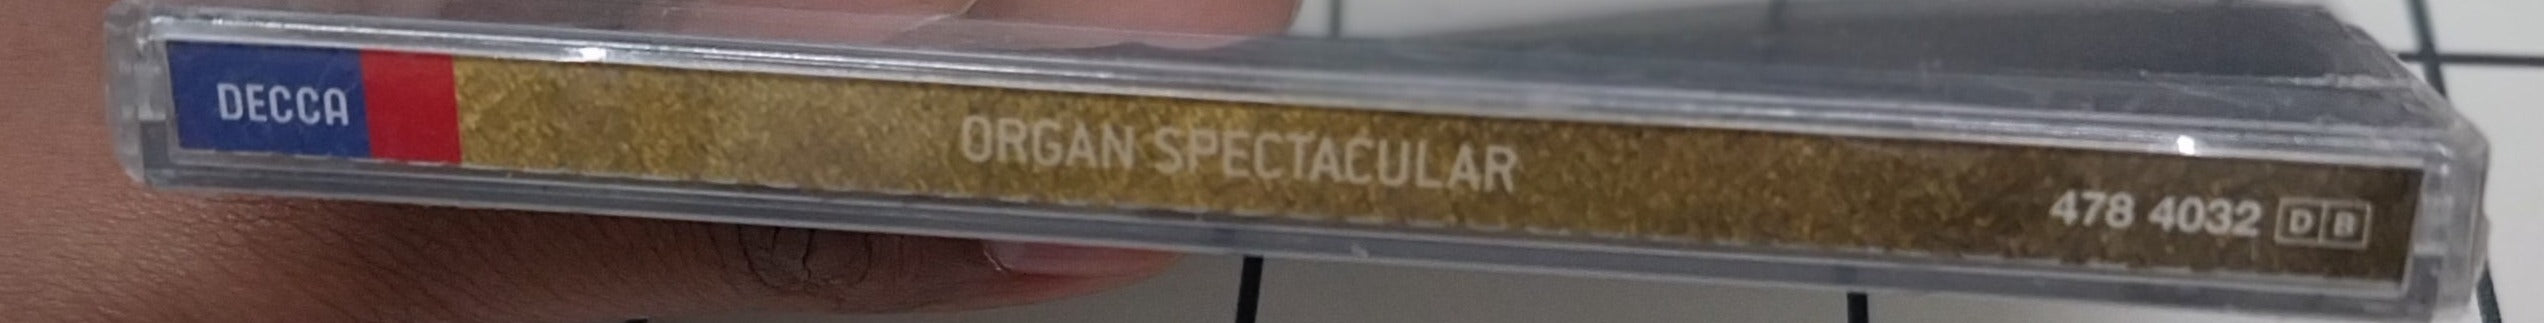 DECCA
ORGAN SPECTACULAR
478 4032 DB